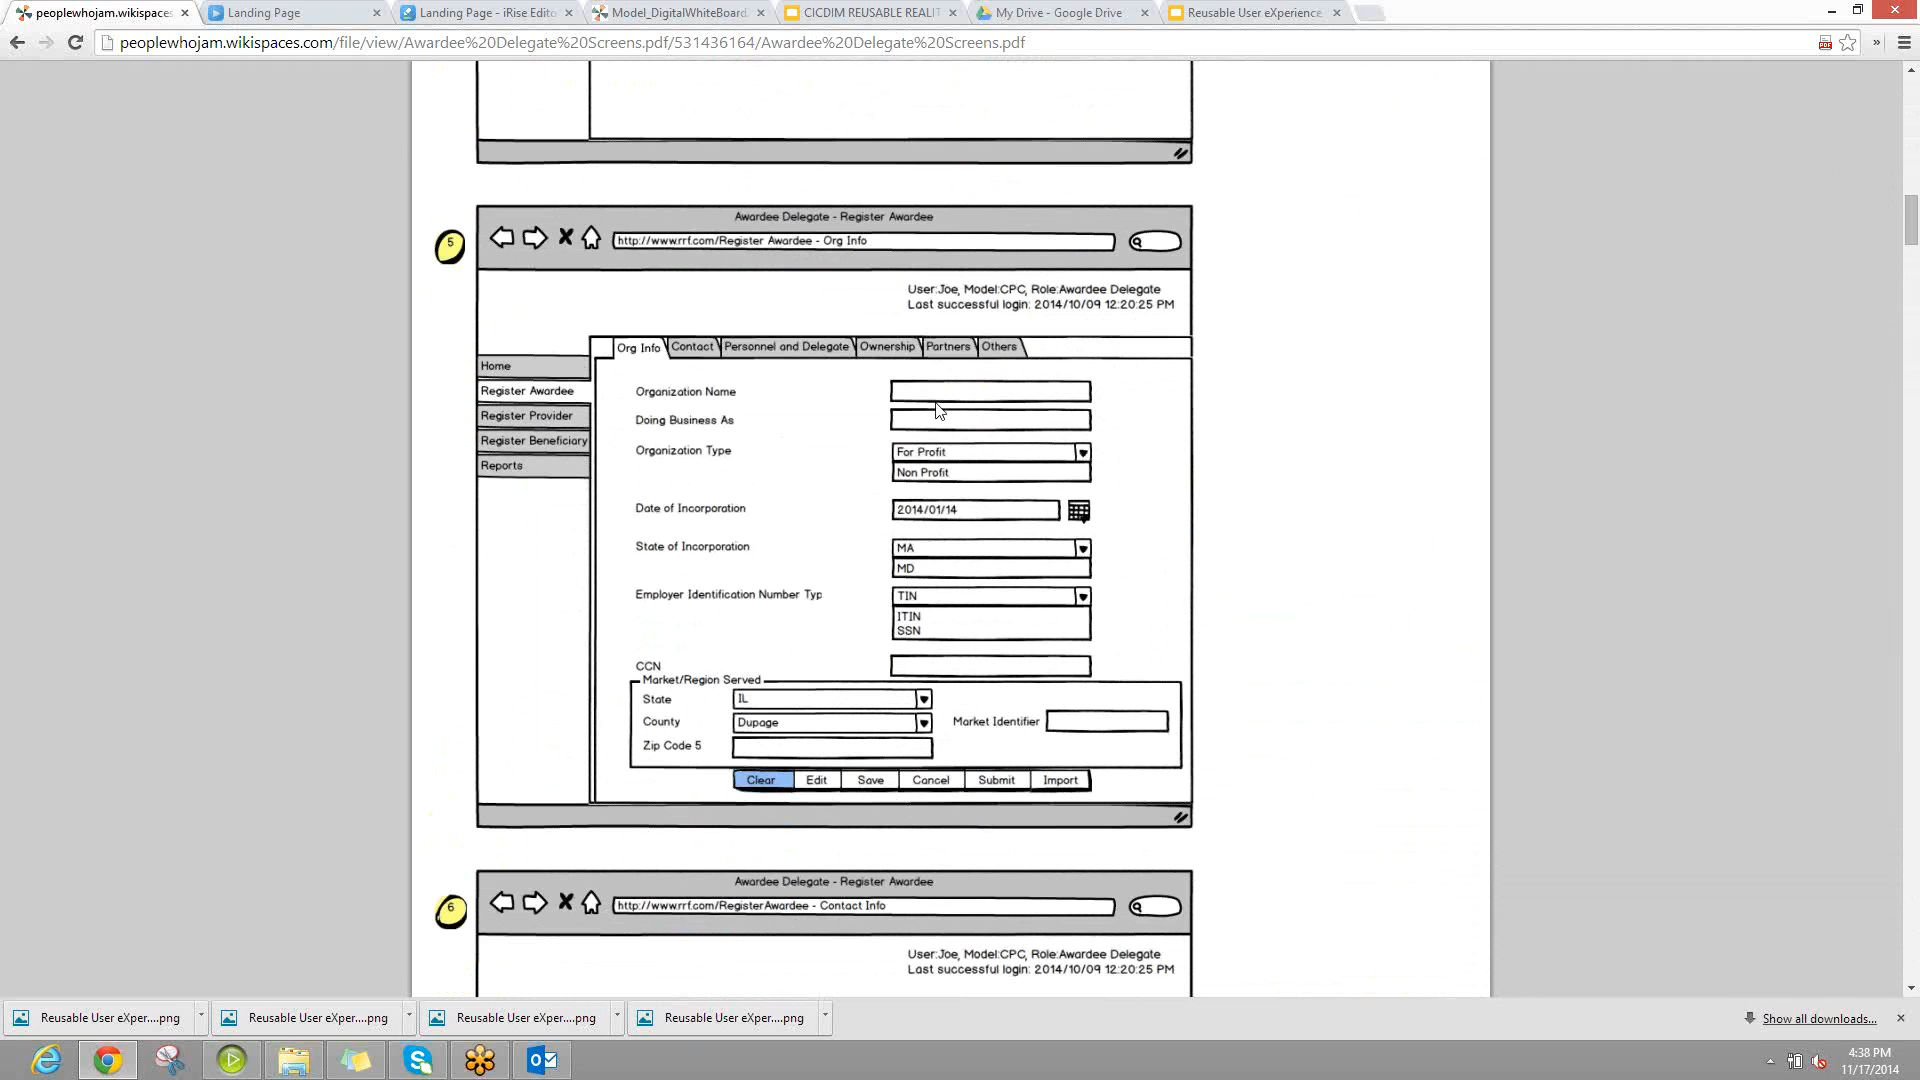 peoplewhojam.wikispaces
Landing Page
Landing Page - iRise Edito
Model_DigitalWhiteBoard
CICDIM REUSABLE REALIT
My Drive - Google Drive
Reusable User eXperience
peoplewhojam.wikispaces.com/file/view/Awardee%20Delegate%20Screens.pdf/531436164/Awardee%20Delegate%20Screens.pdf
5
Awardee Delegate - Register Awardee
http://www.rrf.com/Register Awardee - Org Info
User:Joe, Model:CPC, Role:Awardee Delegate
Last successful login: 2014/10/09 12:20:25 PM
Org Info
Contact
Personnel and Delegate
Ownership
Partners
Others
Home
Register Awardee
Register Provider
Register Beneficiary
Reports
Organization Name
Doing Business As
Organization Type
For Profit
Non Profit
Date of Incorporation
2014/01/14
State of Incorporation
MA
MD
Employer Identification Number Typ
TIN
ITIN
SSN
CCN
Market/Region Served
State
IL
County
Dupage
Market Identifier
Zip Code 5
Clear
Edit
Save
Cancel
Submit
Import
6
Awardee Delegate - Register Awardee
http://www.rrf.com/RegisterAwardee - Contact Info
User:Joe, Model:CPC, Role:Awardee Delegate
Last successful login: 2014/10/09 12:20:25 PM
Reusable User eXper....png
Reusable User eXper....png
Reusable User eXper....png
Reusable User eXper....png
Show all downloads...
4:38 PM
11/17/2014